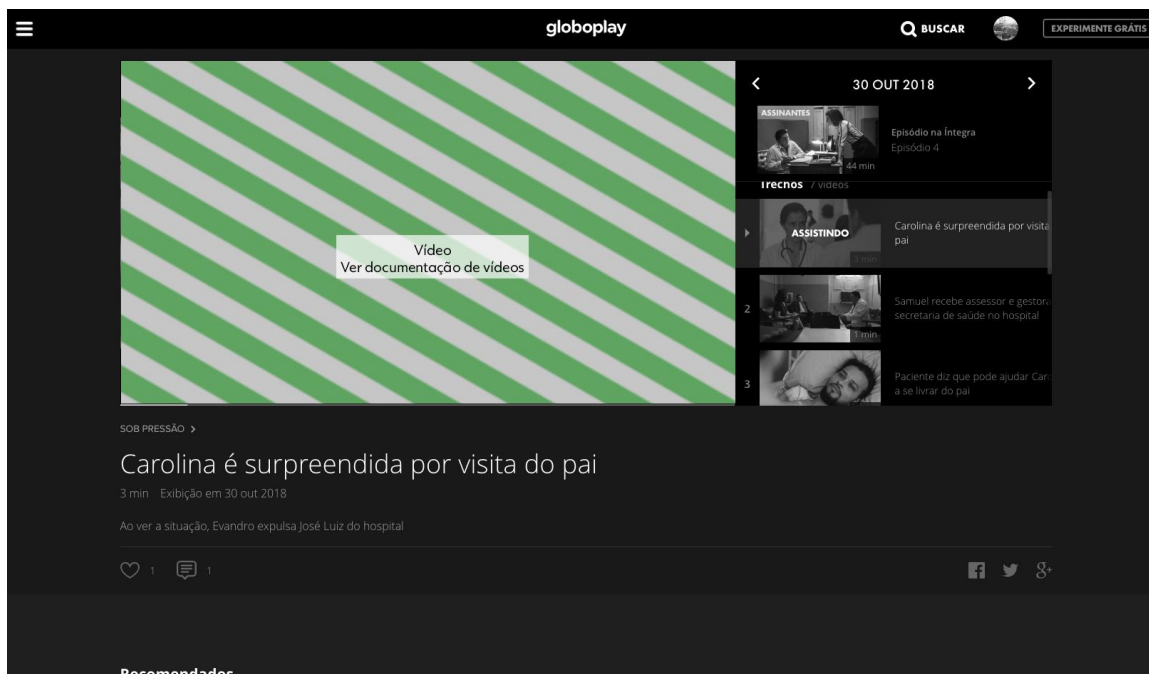 globoplay
BUSCAR
EXPERIMENTE GRÁTIS
Vídeo
Ver documentação de vídeos
30 OUT 2018
ASSINANTES
44 min
Episódio na Íntegra
Episódio 4
Trechos 7 vídeos
ASSISTINDO
3 min
Carolina é surpreendida por visita
pai
2
1 min
Samuel recebe assessor e gestora
secretaria de saúde no hospital
3
Paciente diz que pode ajudar Car
a se livrar do pai
SOB PRESSÃO
Carolina é surpreendida por visita do pai
3 min Exibição em 30 out 2018
Ao ver a situação, Evandro expulsa José Luiz do hospital
1
1
Recomendados